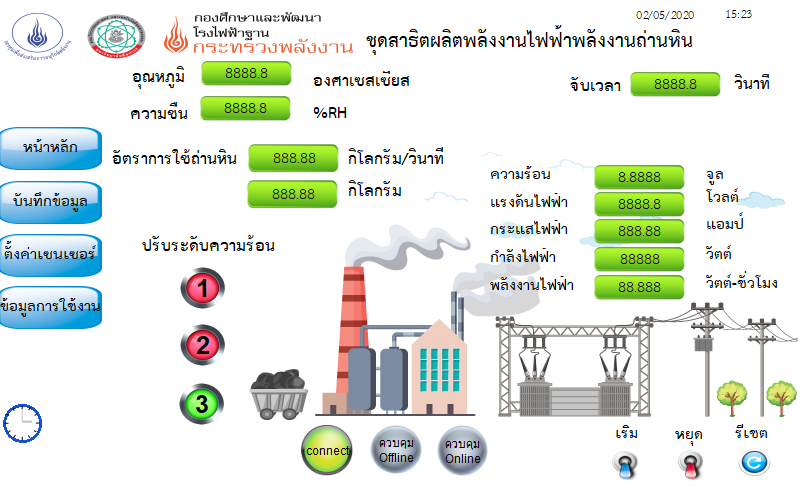 02/05/2020 15:23
กองศึกษาและพัฒนา
โรงไฟฟ้าฐาน
กระทรวงพลังงาน
ชุดสาธิตผลิตพลังงานไฟฟ้าพลังงานถ่านหิน
อุณหภูมิ 8888.8 องศาเซสเซียส
จับเวลา 8888.8 วินาที
ความชืน 8888.8 %RH
หน้าหลัก
บันทึกข้อมูล
ตั้งค่าเซนเซอร์
ข้อมูลการใช้งาน
อัตราการใช้ถ่านหิน 888.88 กิโลกรัม/วินาที
888.88 กิโลกรัม
ความร้อน 8.8888 จูล
แรงดันไฟฟ้า 8888.8 โวลต์
กระแสไฟฟ้า 888.88 แอมป์
กำลังไฟฟ้า 88888 วัตต์
พลังงานไฟฟ้า 88.888 วัตต์-ชั่วโมง
ปรับระดับความร้อน
1
2
3
connect
ควบคุม
Offline
ควบคุม
Online
เริม
หยุด
รีเซต